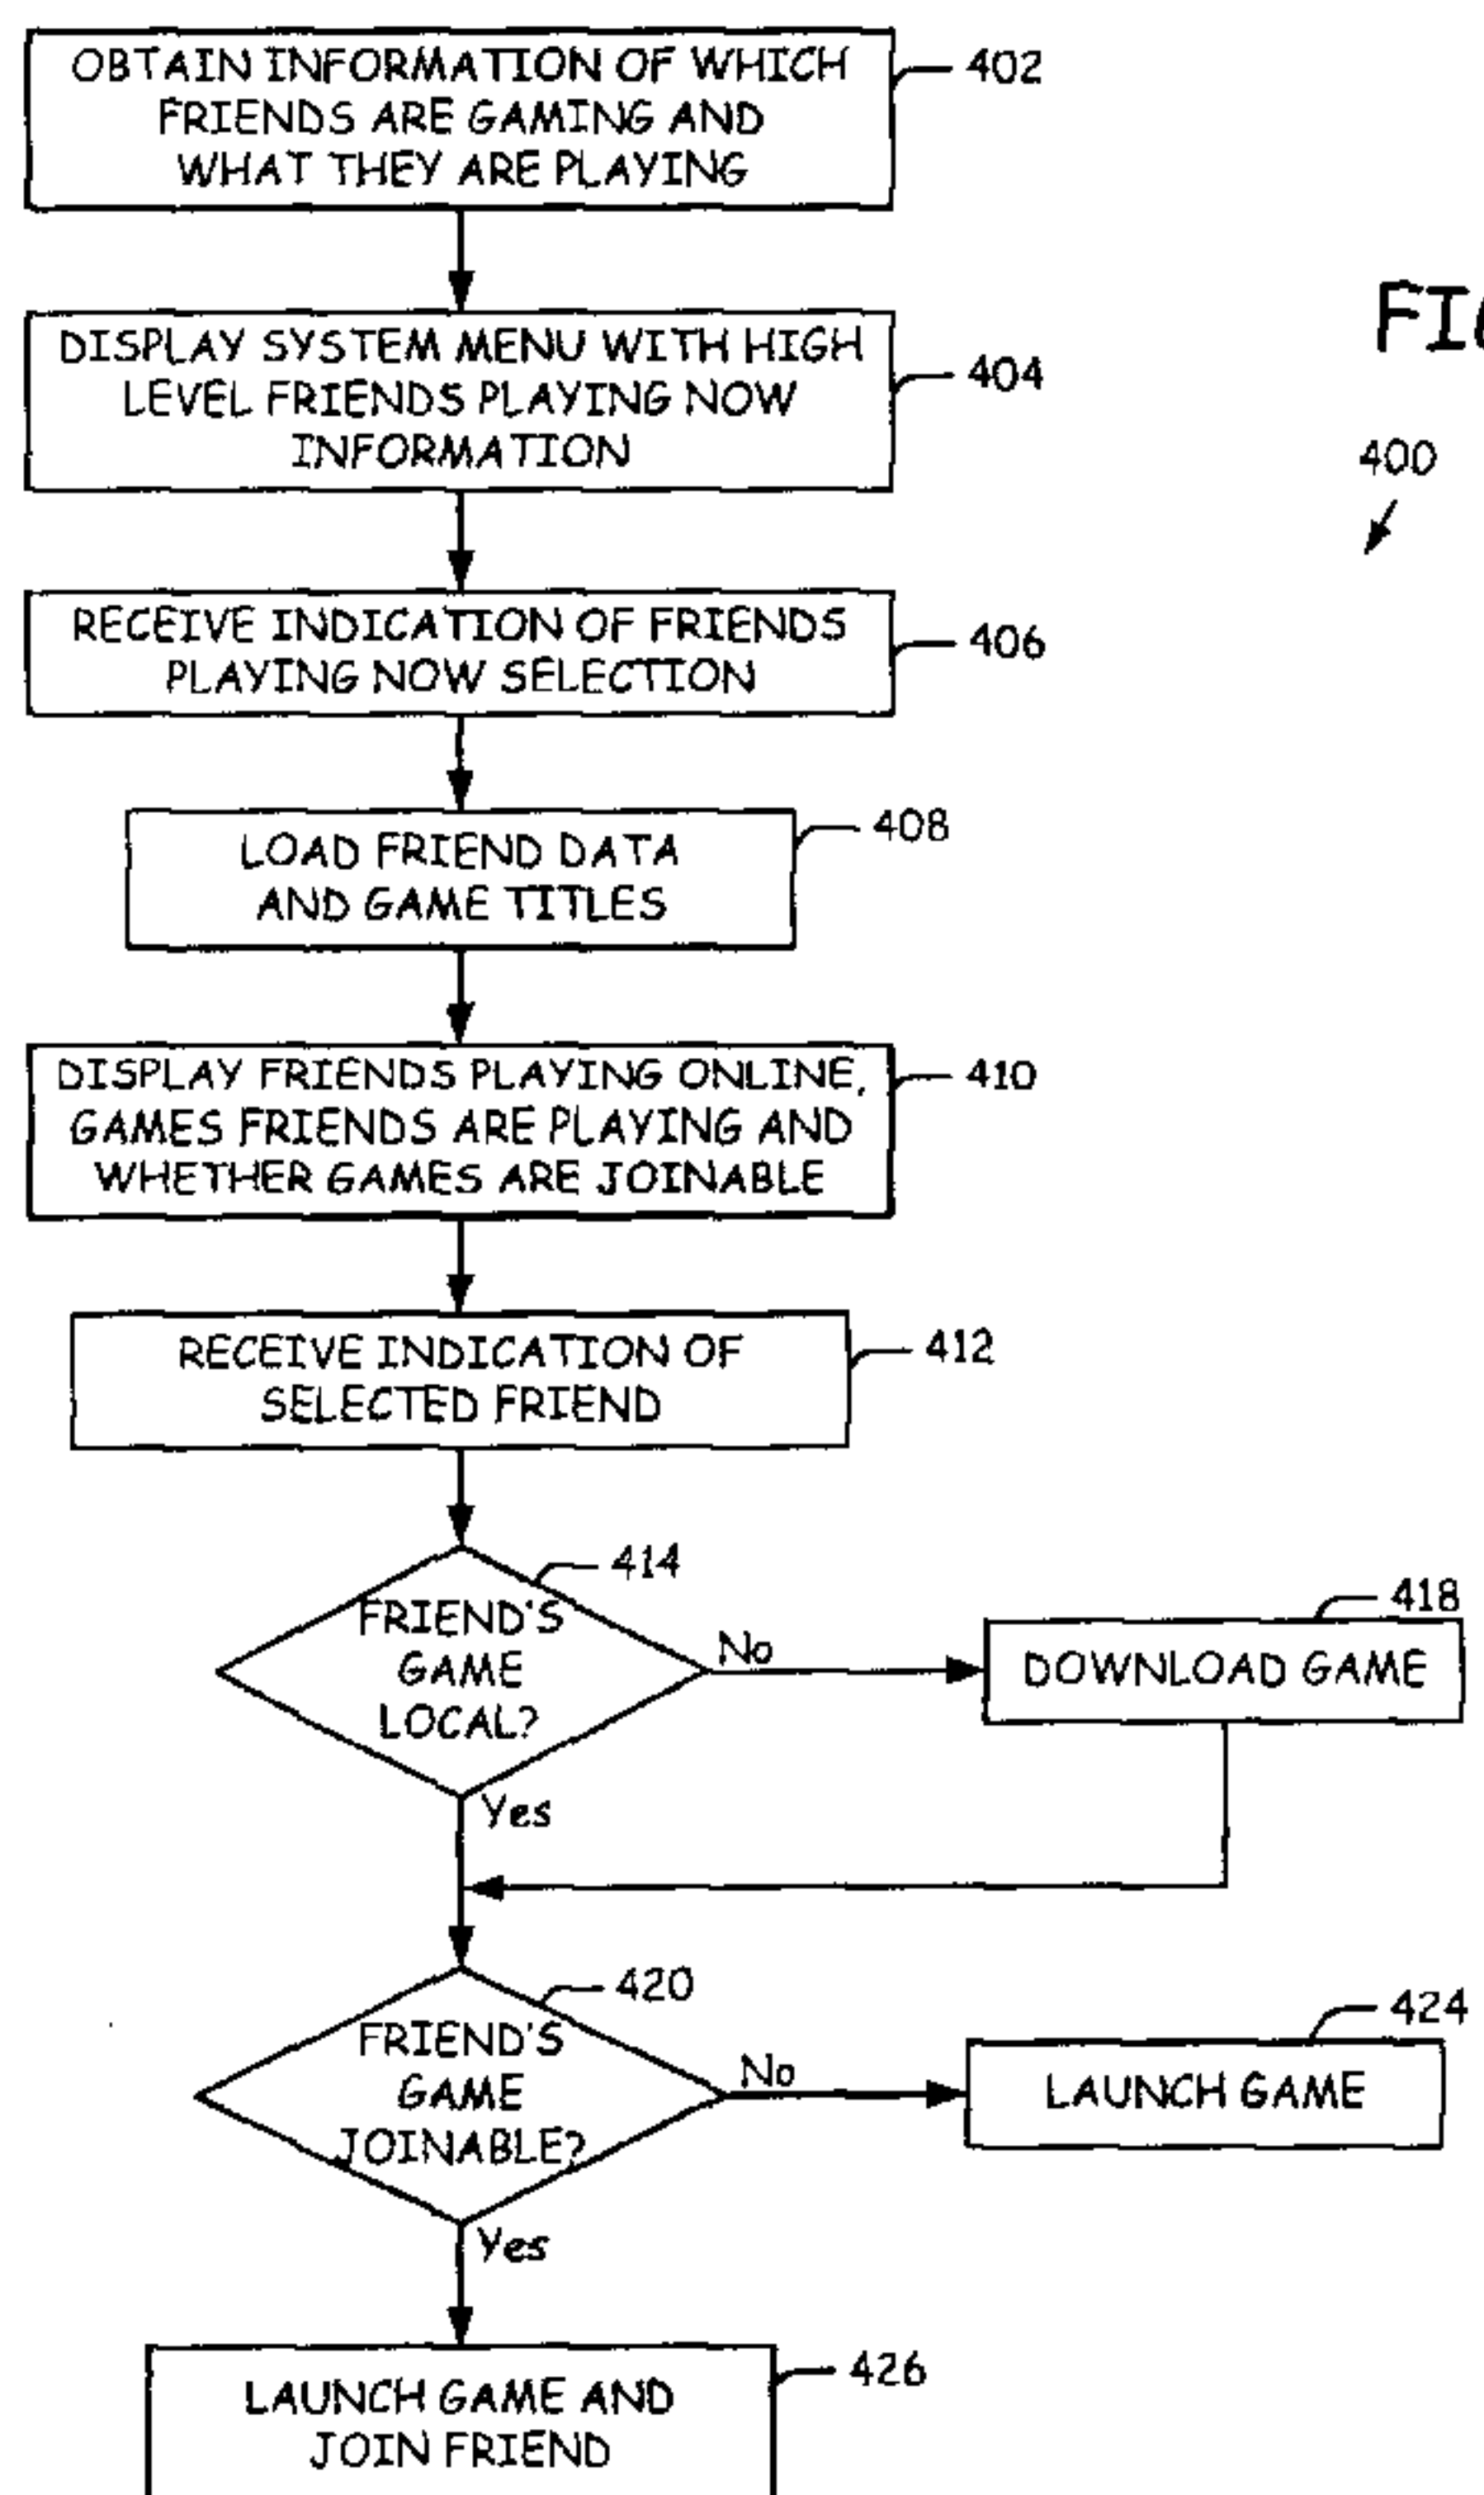 OBTAIN INFORMATION OF WHICH
FRIENDS ARE GAMING AND
WHAT THEY ARE PLAYING
402
DISPLAY SYSTEM MENU WITH HIGH
LEVEL FRIENDS PLAYING NOW
INFORMATION
404
400
RECEIVE INDICATION OF FRIENDS
PLAYING NOW SELECTION
406
LOAD FRIEND DATA
AND GAME TITLES
408
DISPLAY FRIENDS PLAYING ONLINE,
GAMES FRIENDS ARE PLAYING AND
WHETHER GAMES ARE JOINABLE
410
RECEIVE INDICATION OF
SELECTED FRIEND
412
414
FRIEND'S
GAME
LOCAL?
No
418
DOWNLOAD GAME
Yes
420
FRIEND'S
GAME
JOINABLE?
No
424
LAUNCH GAME
Yes
LAUNCH GAME AND
JOIN FRIEND
426